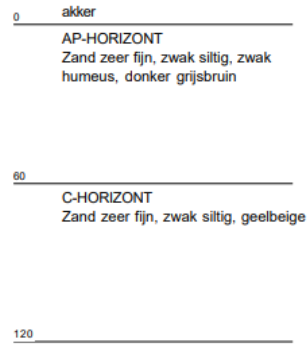 0 akker
AP-HORIZONT
Zand zeer fijn, zwak siltig, zwak
humeus, donker grijsbruin
60
C-HORIZONT
Zand zeer fijn, zwak siltig, geelbeige
120